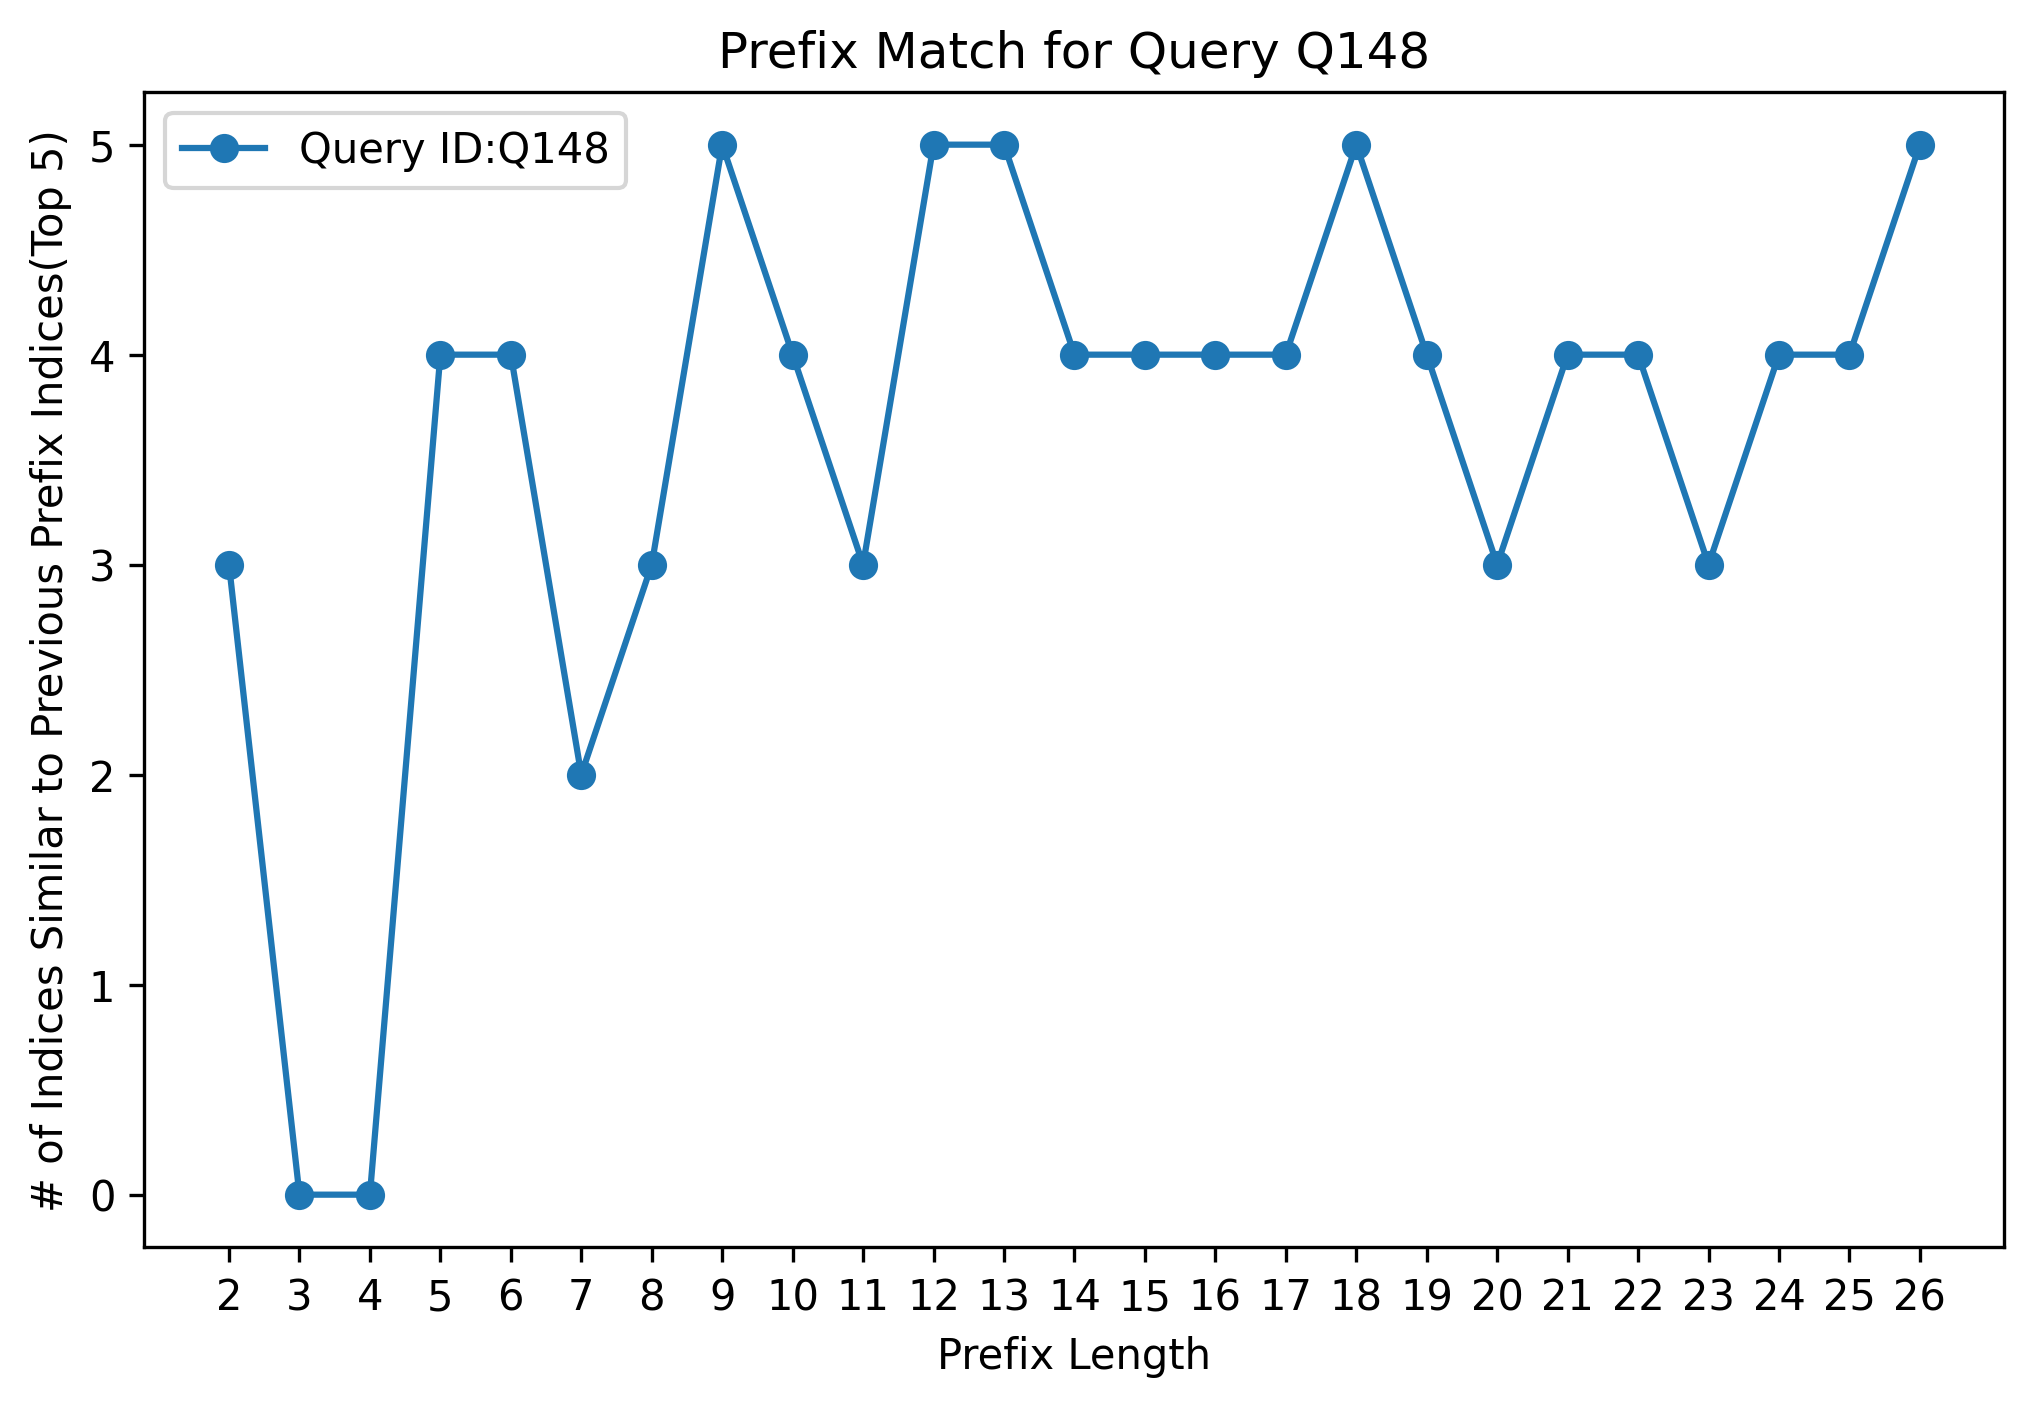 Prefix Match for Query Q148
Query ID:Q148
# of Indices Similar to Previous Prefix Indices(Top 5)
5
4
3
2
1
0
2 3 4 5 6 7 8 9 10 11 12 13 14 15 16 17 18 19 20 21 22 23 24 25 26
Prefix Length